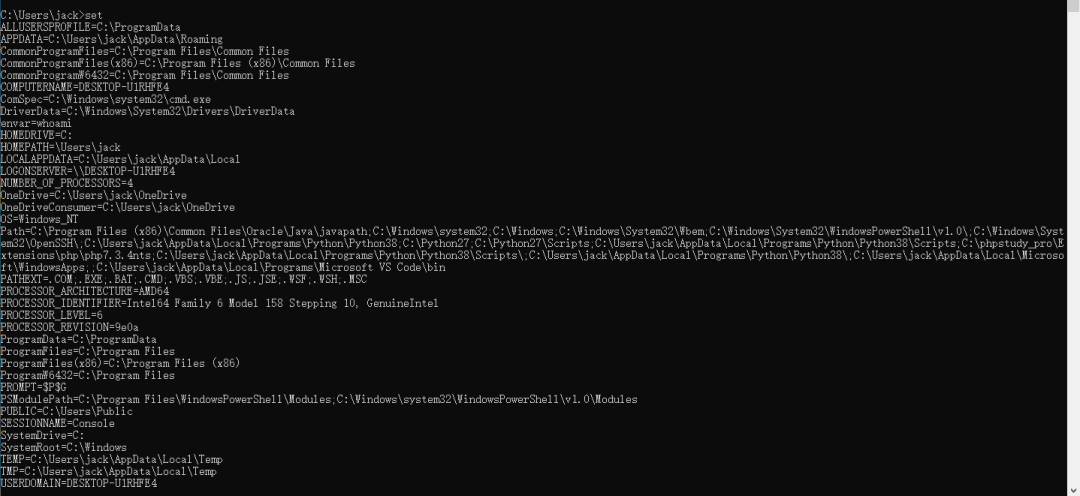 C:\Users\jack>set
ALLUSERSPROFILE=C:\ProgramData
APPDATA=C:\Users\jack\AppData\Roaming
CommonProgramFiles=C:\Program Files\Common Files
CommonProgramFiles(x86)=C:\Program Files (x86)\Common Files
CommonProgramW6432=C:\Program Files\Common Files
COMPUTERNAME=DESKTOP-U1RHFE4
ComSpec=C:\Windows\system32\cmd.exe
DriverData=C:\Windows\System32\Drivers\DriverData
envar=whoami
HOMEDRIVE=C:
HOMEPATH=\Users\jack
LOCALAPPDATA=C:\Users\jack\AppData\Local
LOGONSERVER=\\DESKTOP-U1RHFE4
NUMBER_OF_PROCESSORS=4
OneDrive=C:\Users\jack\OneDrive
OneDriveConsumer=C:\Users\jack\OneDrive
OS=Windows_NT
Path=C:\Program Files (x86)\Common Files\Oracle\Java\javapath;C:\Windows\system32;C:\Windows;C:\Windows\System32\Wbem;C:\Windows\System32\WindowsPowerShell\v1.0\;C:\Windows\Syst
em32\OpenSSH\;C:\Users\jack\AppData\Local\Programs\Python\Python38;C:\Python27;C:\Python27\Scripts;C:\Users\jack\AppData\Local\Programs\Python\Python38\Scripts;C:\phpstudy_pro\E
xtensions\php\php7.3.4nts;C:\Users\jack\AppData\Local\Programs\Python\Python38\Scripts\;C:\Users\jack\AppData\Local\Programs\Python\Python38\;C:\Users\jack\AppData\Local\Microso
ft\WindowsApps;;C:\Users\jack\AppData\Local\Programs\Microsoft VS Code\bin
PATHEXT=.COM;.EXE;.BAT;.CMD;.VBS;.VBE;.JS;.JSE;.WSF;.WSH;.MSC
PROCESSOR_ARCHITECTURE=AMD64
PROCESSOR_IDENTIFIER=Intel64 Family 6 Model 158 Stepping 10, GenuineIntel
PROCESSOR_LEVEL=6
PROCESSOR_REVISION=9e0a
ProgramData=C:\ProgramData
ProgramFiles=C:\Program Files
ProgramFiles(x86)=C:\Program Files (x86)
ProgramW6432=C:\Program Files
PROMPT=$P$G
PSModulePath=C:\Program Files\WindowsPowerShell\Modules;C:\Windows\system32\WindowsPowerShell\v1.0\Modules
PUBLIC=C:\Users\Public
SESSIONNAME=Console
SystemDrive=C:
SystemRoot=C:\Windows
TEMP=C:\Users\jack\AppData\Local\Temp
TMP=C:\Users\jack\AppData\Local\Temp
USERDOMAIN=DESKTOP-U1RHFE4